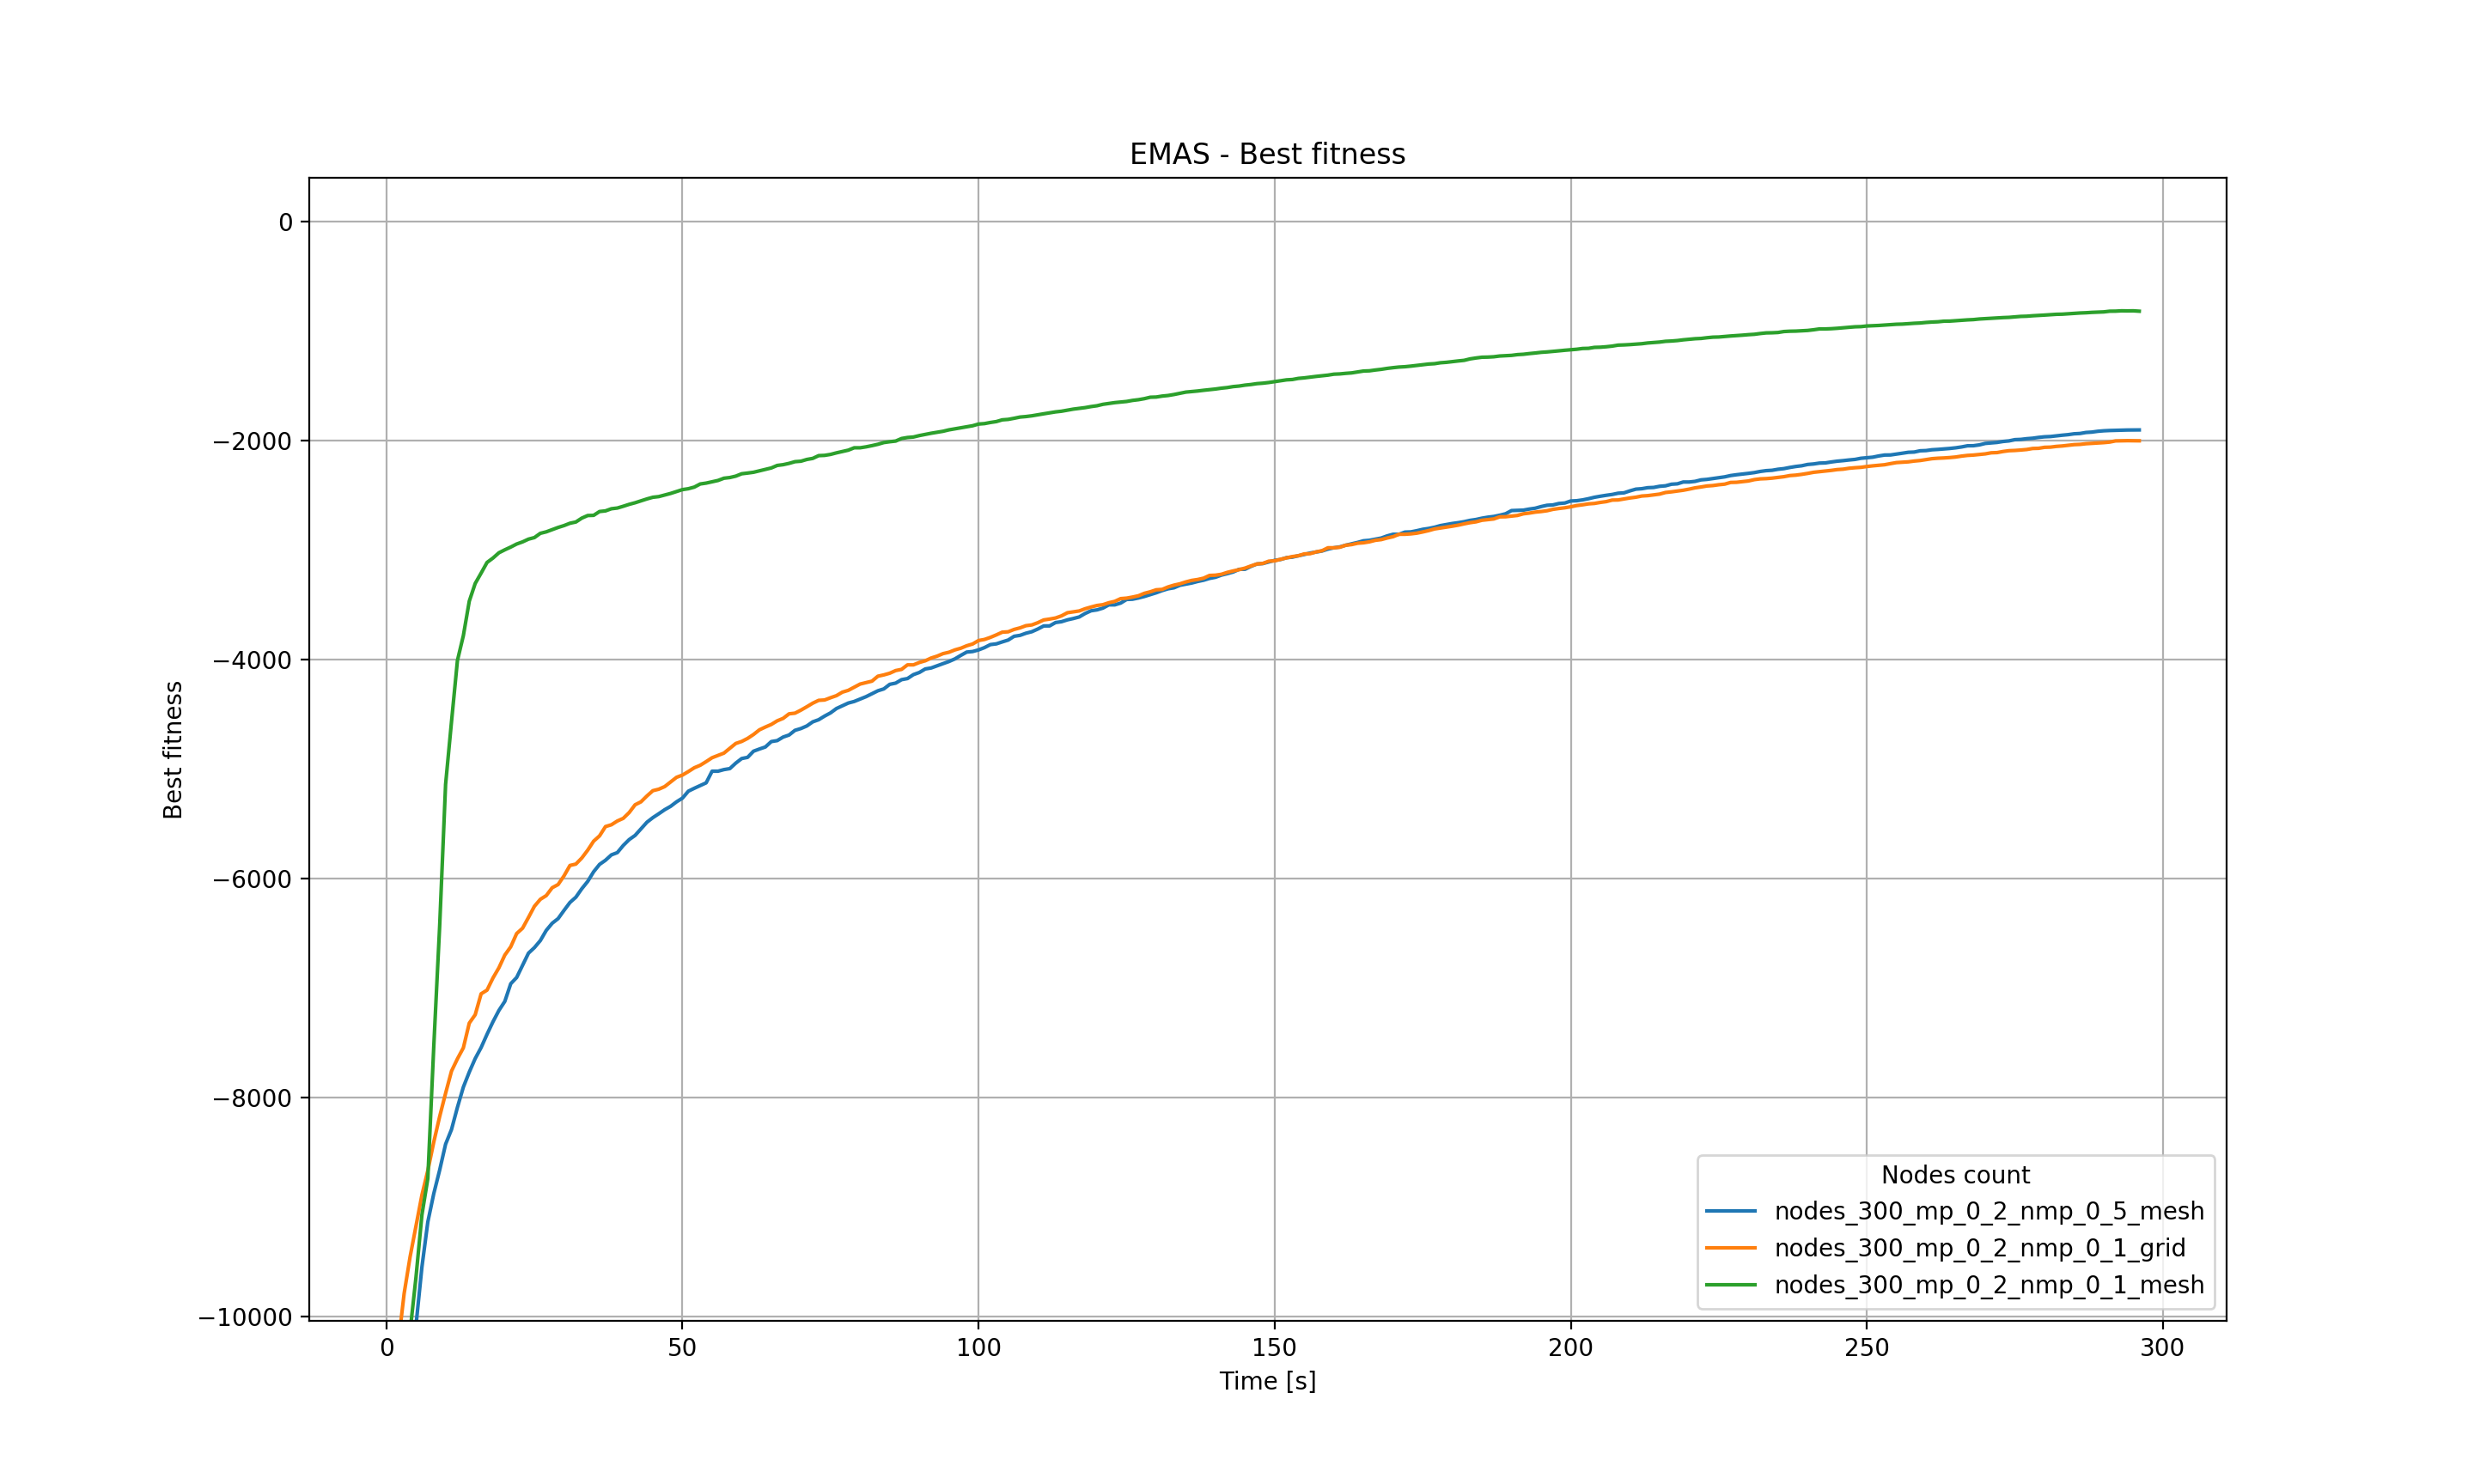 EMAS - Best fitness
0
−2000
−4000
−6000
−8000
−10000
Best fitness
0 50 100 150 200 250 300
Time [s]
Nodes count
nodes_300_mp_0_2_nmp_0_5_mesh
nodes_300_mp_0_2_nmp_0_1_grid
nodes_300_mp_0_2_nmp_0_1_mesh